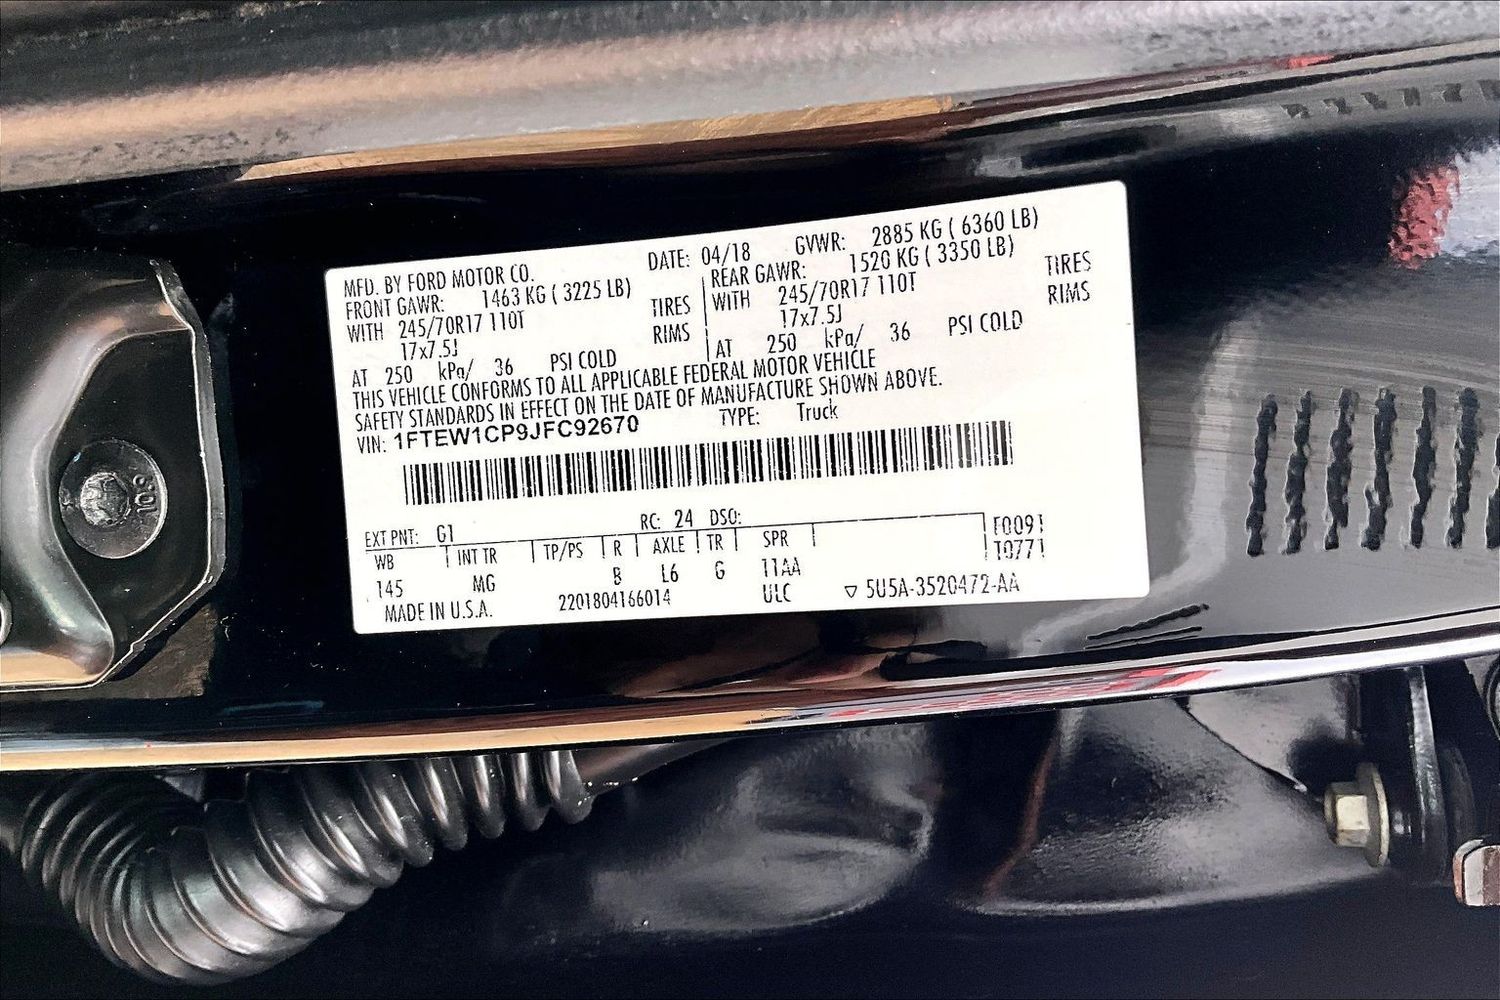 MFD. BY FORD MOTOR CO. DATE: 04/18 GVWR: 2885 KG ( 6360 LB)
FRONT GAWR: 1463 KG ( 3225 LB) REAR GAWR: 1520 KG ( 3350 LB)
WITH 245/70R17 110T TIRES WITH 245/70R17 110T TIRES
17x7.5J RIMS 17x7.5J RIMS
AT 250 kPa/ 36 PSI COLD AT 250 kPa/ 36 PSI COLD
THIS VEHICLE CONFORMS TO ALL APPLICABLE FEDERAL MOTOR VEHICLE
SAFETY STANDARDS IN EFFECT ON THE DATE OF MANUFACTURE SHOWN ABOVE.
VIN: 1FTEW1CP9JFC92670 TYPE: Truck
EXT PNT: G1 RC: 24 DSO: F0091
WB INT TR TP/PS R AXLE TR SPR T0771
145 MG B L6 G 11AA
MADE IN U.S.A. 2201804166014 ULC ▽ 5U5A-3520472-AA